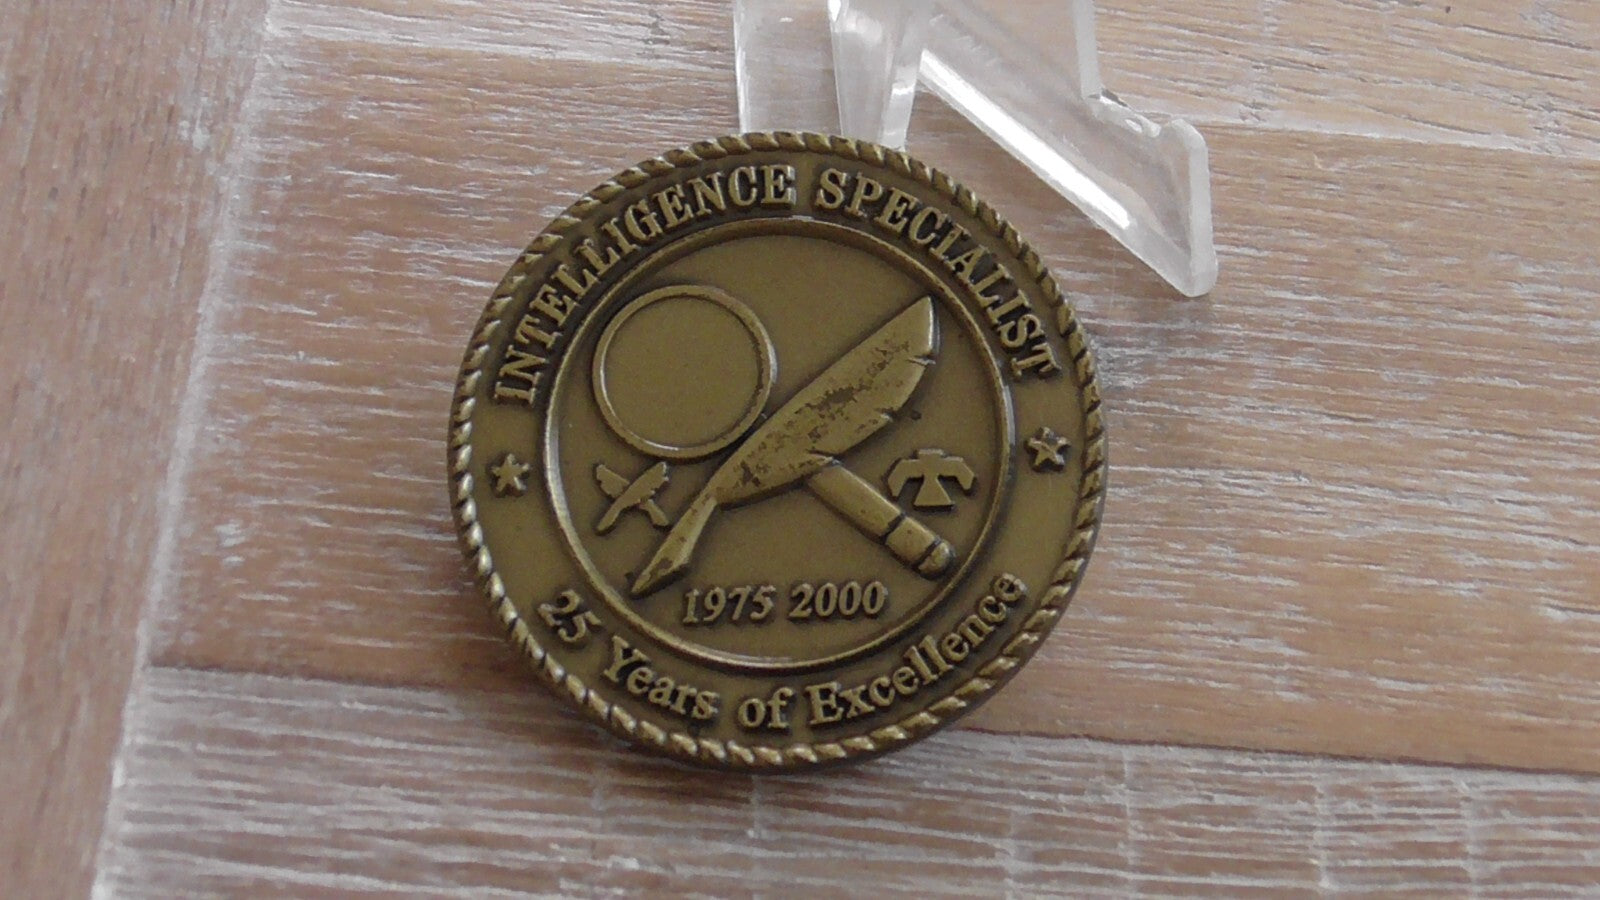 INTELLIGENCE SPECIALIST
1975 2000
25 Years of Excellence